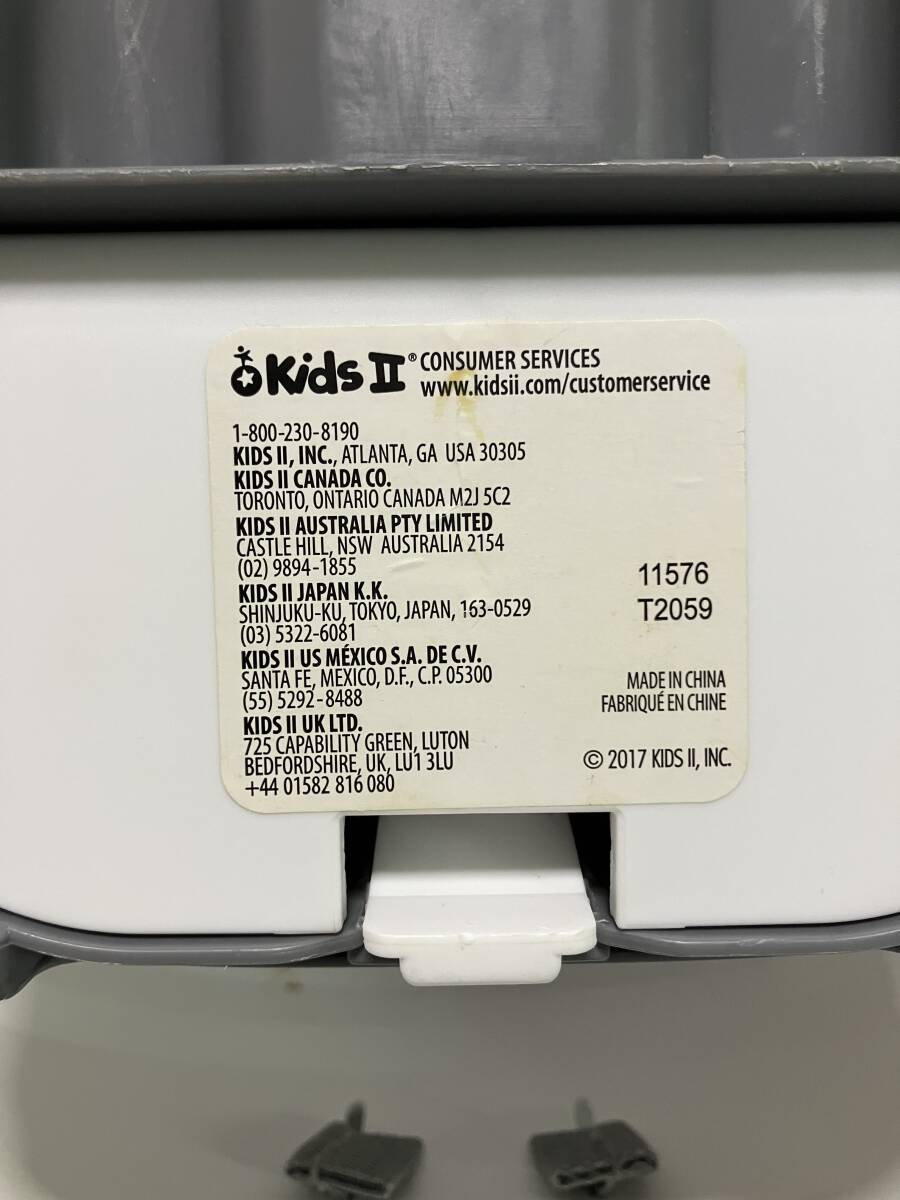 Kids II® CONSUMER SERVICES
www.kidsii.com/customerservice
1-800-230-8190
KIDS II, INC., ATLANTA, GA USA 30305
KIDS II CANADA CO.
TORONTO, ONTARIO CANADA M2J 5C2
KIDS II AUSTRALIA PTY LIMITED
CASTLE HILL, NSW AUSTRALIA 2154
(02) 9894-1855
KIDS II JAPAN K.K.
SHINJUKU-KU, TOKYO, JAPAN, 163-0529
(03) 5322-6081
KIDS II US MÉXICO S.A. DE C.V.
SANTA FE, MEXICO, D.F., C.P. 05300
(55) 5292-8488
KIDS II UK LTD.
725 CAPABILITY GREEN, LUTON
BEDFORDSHIRE, UK, LU1 3LU
+44 01582 816 080
11576
T2059
MADE IN CHINA
FABRIQUÉ EN CHINE
© 2017 KIDS II, INC.